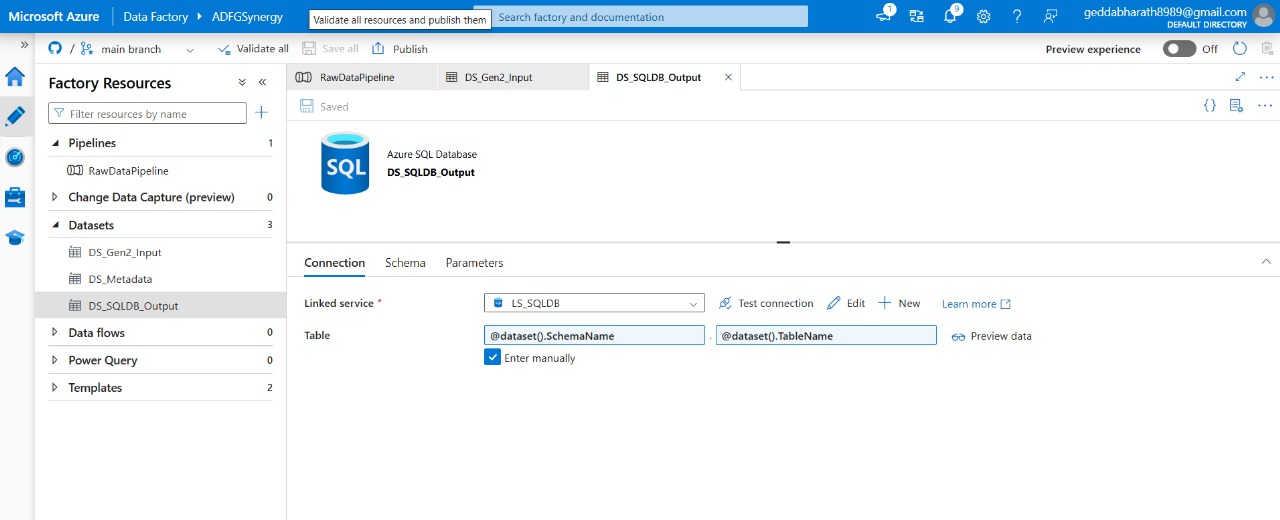 Microsoft Azure Data Factory ADFGSynergy Validate all resources and publish them Search factory and documentation 1 9 geddabharath8989@gmail.com
DEFAULT DIRECTORY
/ main branch Validate all Save all Publish Preview experience Off
Factory Resources
Filter resources by name
Pipelines 1
RawDataPipeline
Change Data Capture (preview) 0
Datasets 3
DS_Gen2_Input
DS_Metadata
DS_SQLDB_Output
Data flows 0
Power Query 0
Templates 2
RawDataPipeline DS_Gen2_Input DS_SQLDB_Output
Saved
SQL
Azure SQL Database
DS_SQLDB_Output
Connection Schema Parameters
Linked service * LS_SQLDB Test connection Edit New Learn more
Table @dataset().SchemaName . @dataset().TableName Preview data
Enter manually